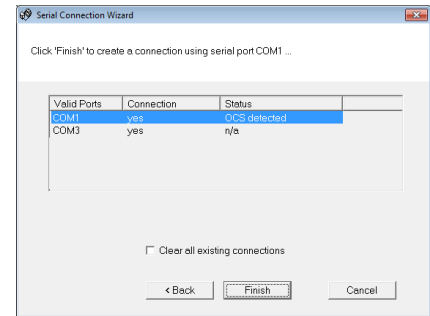 Serial Connection Wizard
Click 'Finish' to create a connection using serial port COM1 ...
Valid Ports Connection Status
COM1 yes OCS detected
COM3 yes n/a
Clear all existing connections
< Back Finish Cancel